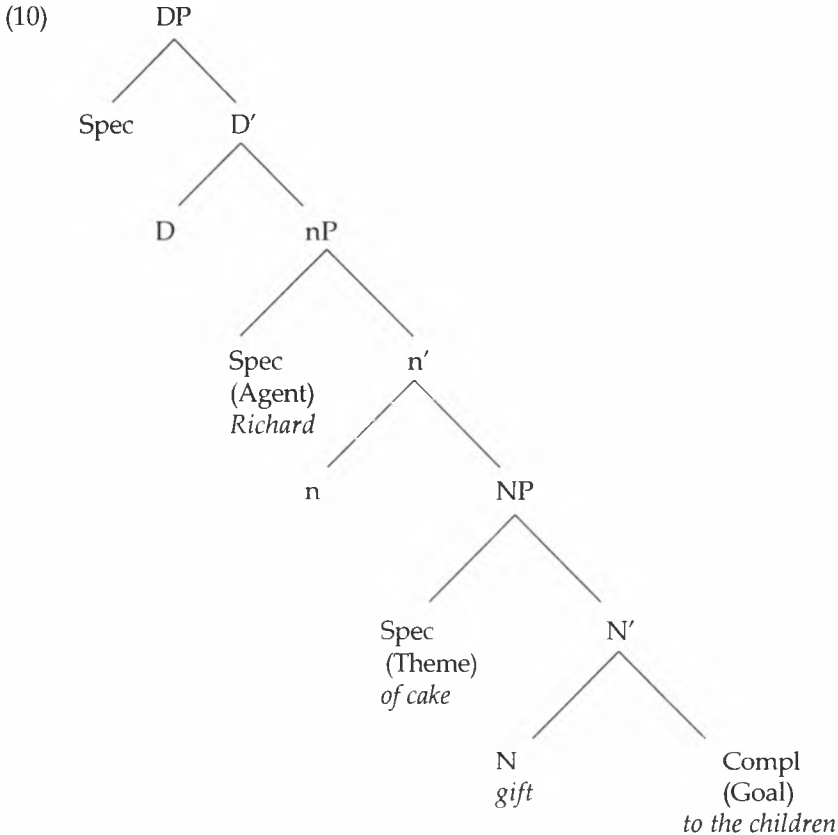 (10) DP
Spec D′
D nP
Spec n′
(Agent)
Richard
n NP
Spec N′
(Theme)
of cake
N Compl
gift (Goal)
to the children